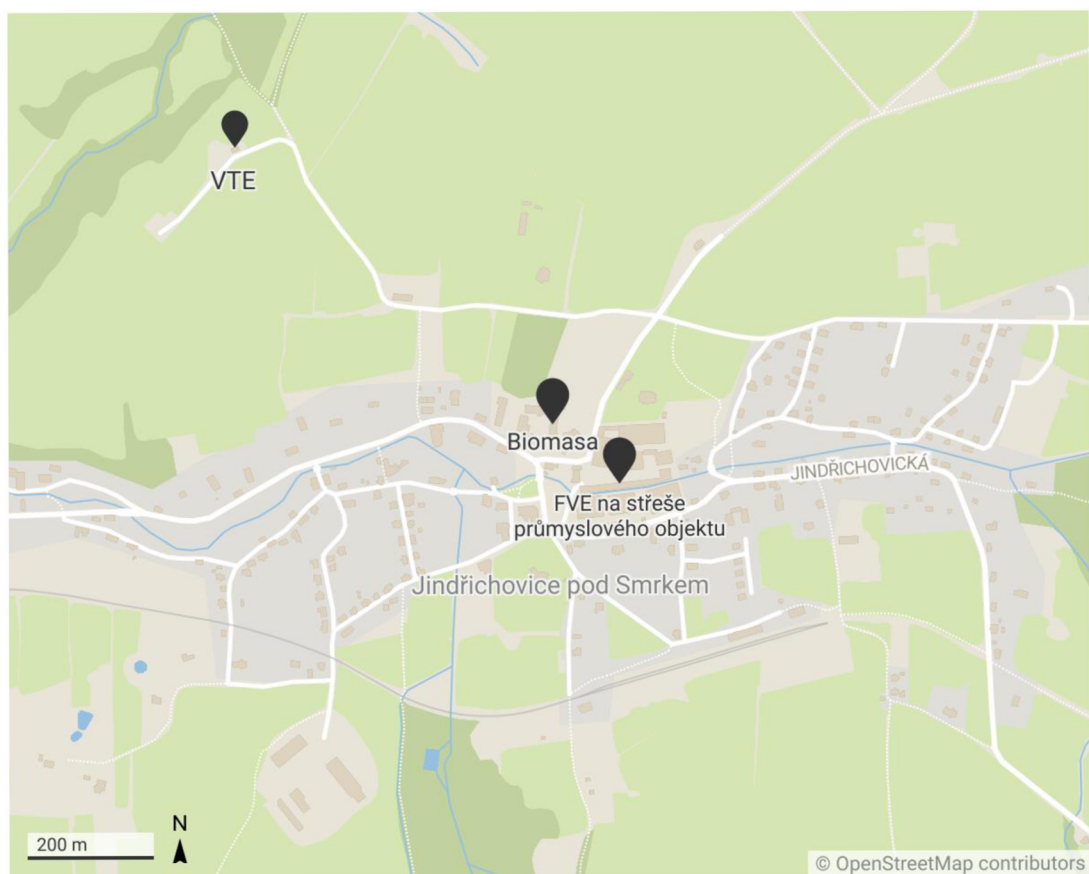 VTE
Biomasa
JINDŘICHOVICKÁ
FVE na střeše
průmyslového objektu
Jindřichovice pod Smrkem
N
200 m
© OpenStreetMap contributors